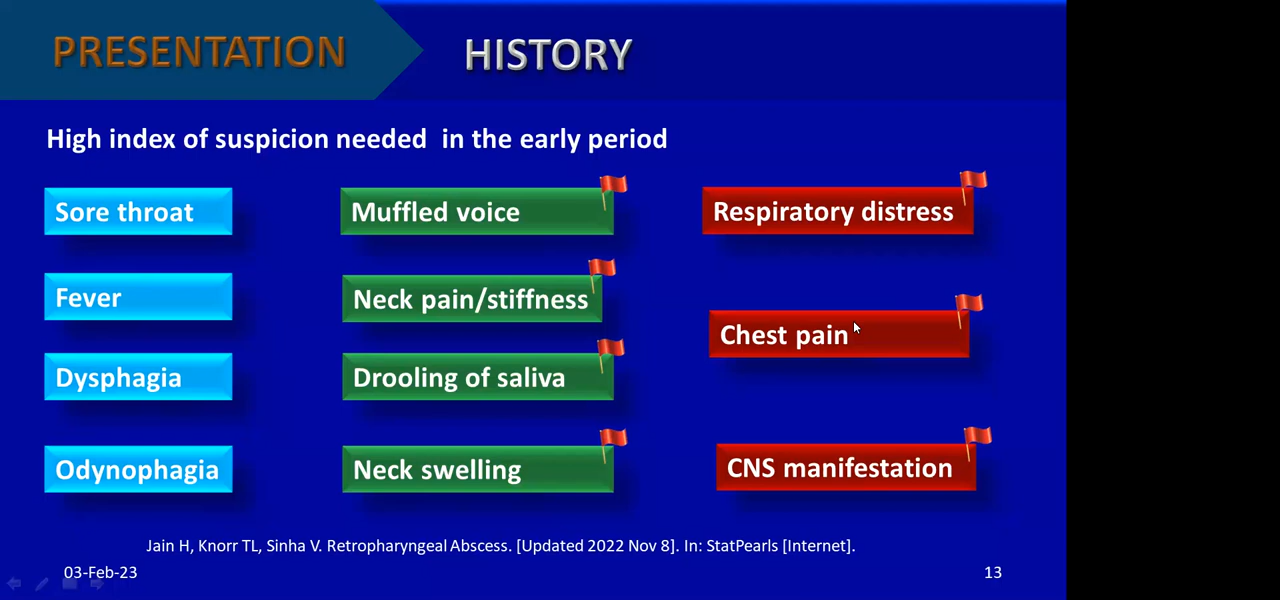 PRESENTATION
HISTORY
High index of suspicion needed  in the early period
Sore throat
Muffled voice
Respiratory distress
Fever
Neck pain/stiffness
Chest pain
Dysphagia
Drooling of saliva
Odynophagia
Neck swelling
CNS manifestation
Jain H, Knorr TL, Sinha V. Retropharyngeal Abscess. [Updated 2022 Nov 8]. In: StatPearls [Internet].
03-Feb-23
13